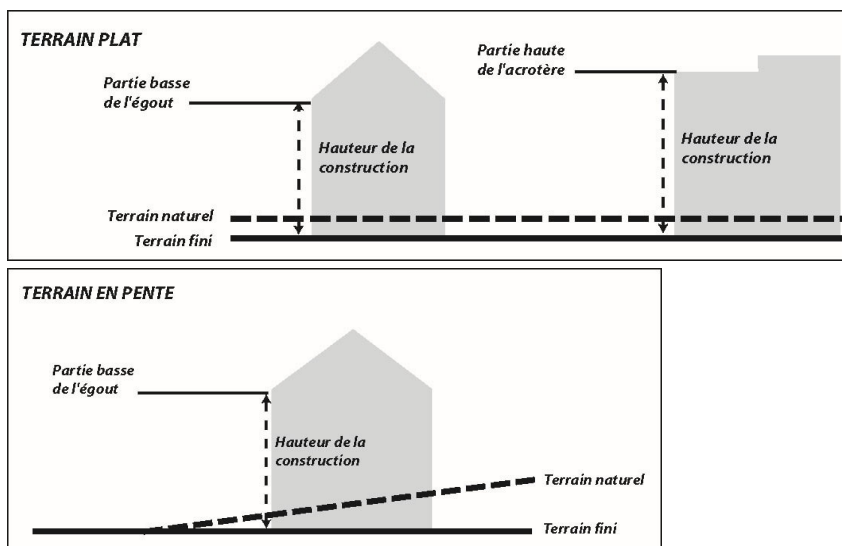 TERRAIN PLAT
Partie basse
de l'égout
Hauteur de la
construction
Partie haute
de l'acrotère
Hauteur de la
construction
Terrain naturel
Terrain fini
TERRAIN EN PENTE
Partie basse
de l'égout
Hauteur de la
construction
Terrain naturel
Terrain fini